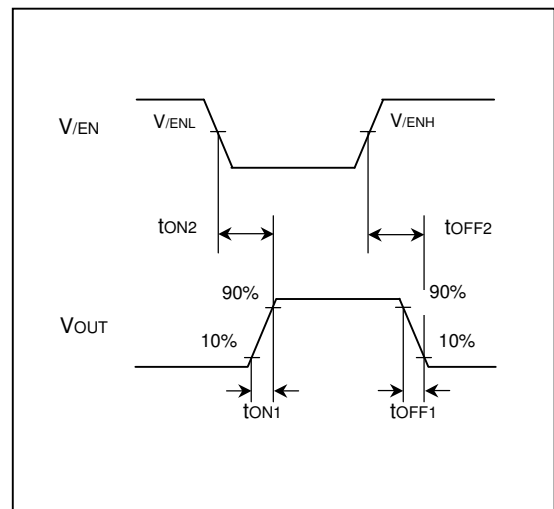 V/EN
V/ENL
V/ENH
tON2
tOFF2
90%
90%
VOUT
10%
10%
tON1
tOFF1